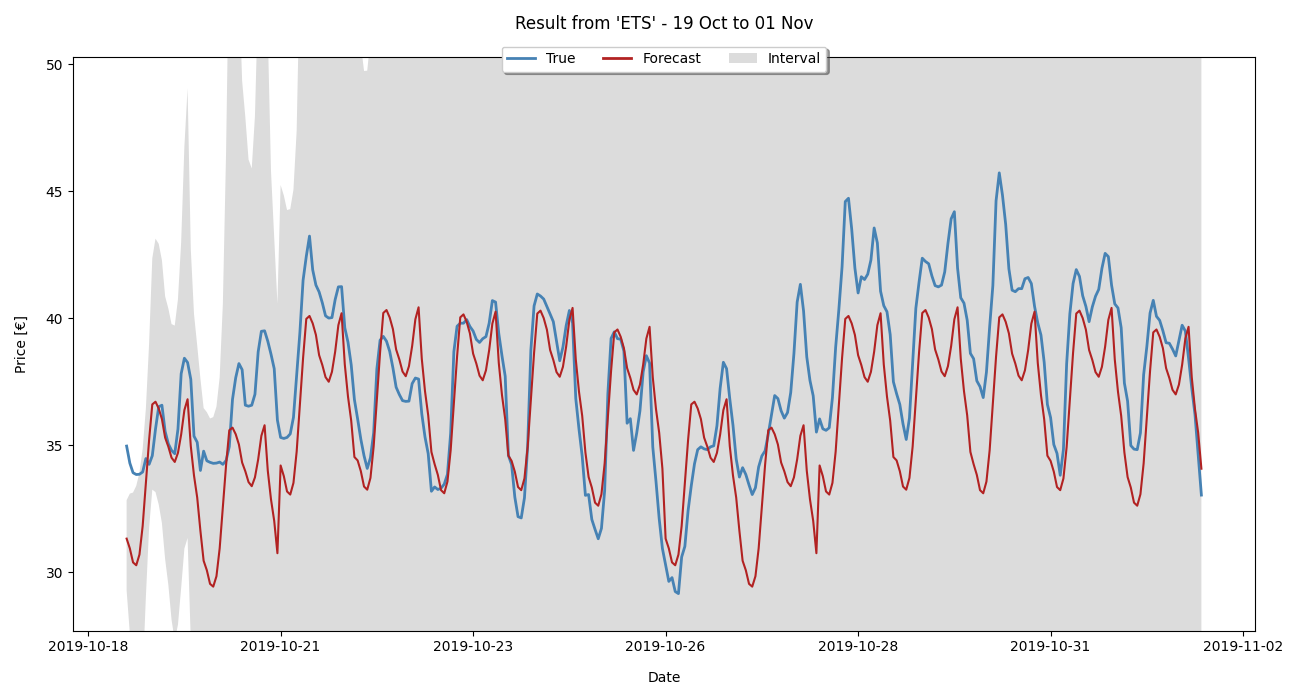 Result from 'ETS' - 19 Oct to 01 Nov
True Forecast Interval
50
45
40
35
30
Price [€]
2019-10-18 2019-10-21 2019-10-23 2019-10-26 2019-10-28 2019-10-31 2019-11-02
Date